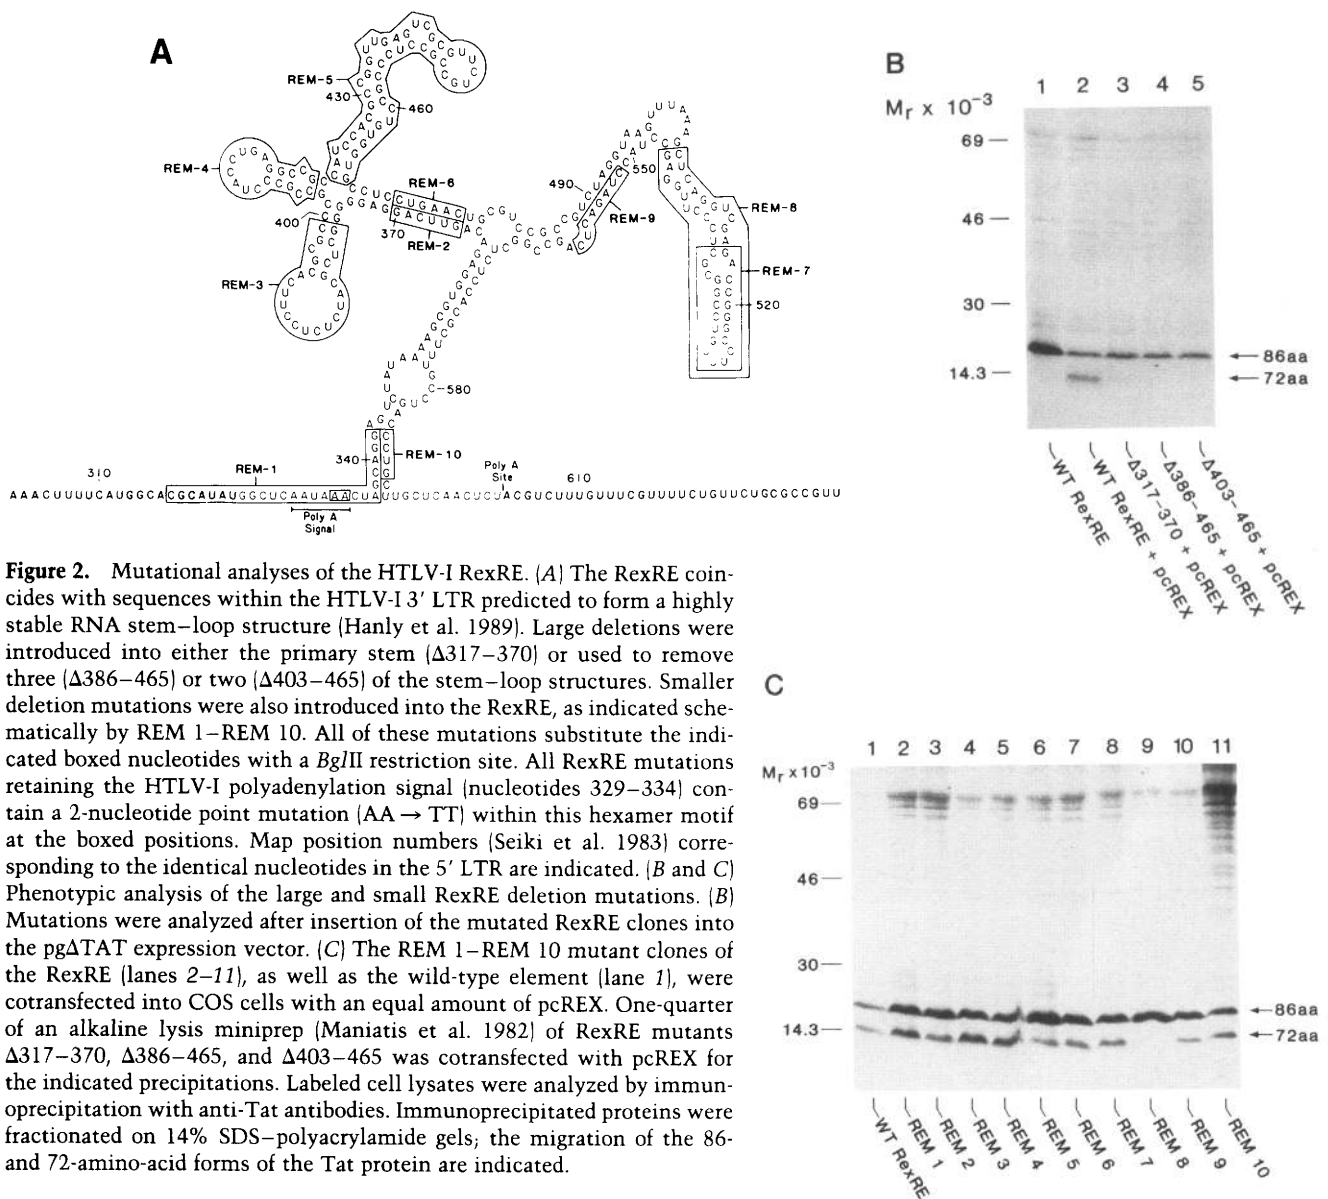 A
REM-5
430
460
REM-4
REM-6
400
370
REM-2
REM-3
490
550
REM-9
REM-8
REM-7
520
580
340
REM-10
310
REM-1
Poly A
Site
610
AAACUUUUCAUGGCACGCAUAUGGCUCAAUAAACUAUUGCUCAACUCUACGUCUUUGUUUCGUUUUCUGUUCUGCGCCGUU
Poly A
Signal
Figure 2. Mutational analyses of the HTLV-I RexRE. (A) The RexRE coin-
cides with sequences within the HTLV-I 3′ LTR predicted to form a highly
stable RNA stem–loop structure (Hanly et al. 1989). Large deletions were
introduced into either the primary stem (Δ317–370) or used to remove
three (Δ386–465) or two (Δ403–465) of the stem–loop structures. Smaller
deletion mutations were also introduced into the RexRE, as indicated sche-
matically by REM 1–REM 10. All of these mutations substitute the indi-
cated boxed nucleotides with a BglII restriction site. All RexRE mutations
retaining the HTLV-I polyadenylation signal (nucleotides 329–334) con-
tain a 2-nucleotide point mutation (AA → TT) within this hexamer motif
at the boxed positions. Map position numbers (Seiki et al. 1983) corre-
sponding to the identical nucleotides in the 5′ LTR are indicated. (B and C)
Phenotypic analysis of the large and small RexRE deletion mutations. (B)
Mutations were analyzed after insertion of the mutated RexRE clones into
the pgΔTAT expression vector. (C) The REM 1–REM 10 mutant clones of
the RexRE (lanes 2–11), as well as the wild-type element (lane 1), were
cotransfected into COS cells with an equal amount of pcREX. One-quarter
of an alkaline lysis miniprep (Maniatis et al. 1982) of RexRE mutants
Δ317–370, Δ386–465, and Δ403–465 was cotransfected with pcREX for
the indicated precipitations. Labeled cell lysates were analyzed by immun-
oprecipitation with anti-Tat antibodies. Immunoprecipitated proteins were
fractionated on 14% SDS–polyacrylamide gels; the migration of the 86-
and 72-amino-acid forms of the Tat protein are indicated.
B
1 2 3 4 5
Mr x 10-3
69
46
30
14.3
86aa
72aa
WT RexRE
WT RexRE + pcREX
Δ317-370 + pcREX
Δ386-465 + pcREX
Δ403-465 + pcREX
C
1 2 3 4 5 6 7 8 9 10 11
Mr x 10-3
69
46
30
14.3
86aa
72aa
WT RexRE
REM 1
REM 2
REM 3
REM 4
REM 5
REM 6
REM 7
REM 8
REM 9
REM 10